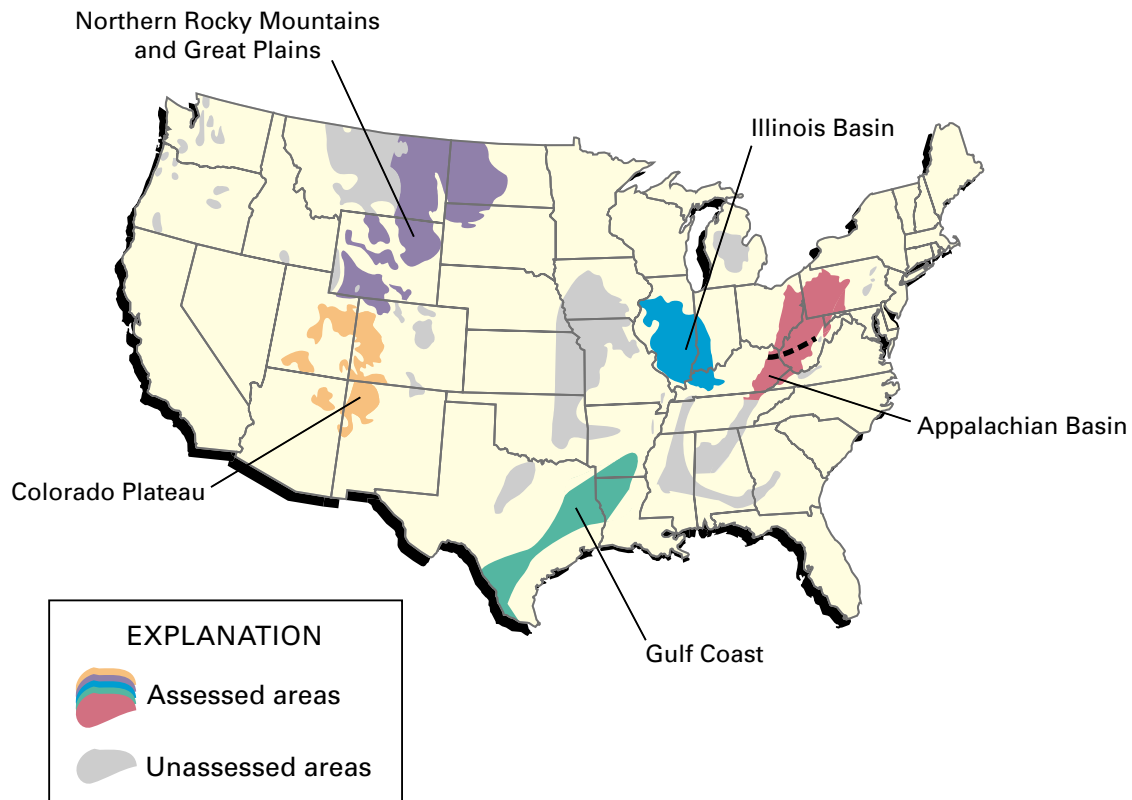 Northern Rocky Mountains
and Great Plains
Illinois Basin
Appalachian Basin
Colorado Plateau
Gulf Coast
EXPLANATION
Assessed areas
Unassessed areas